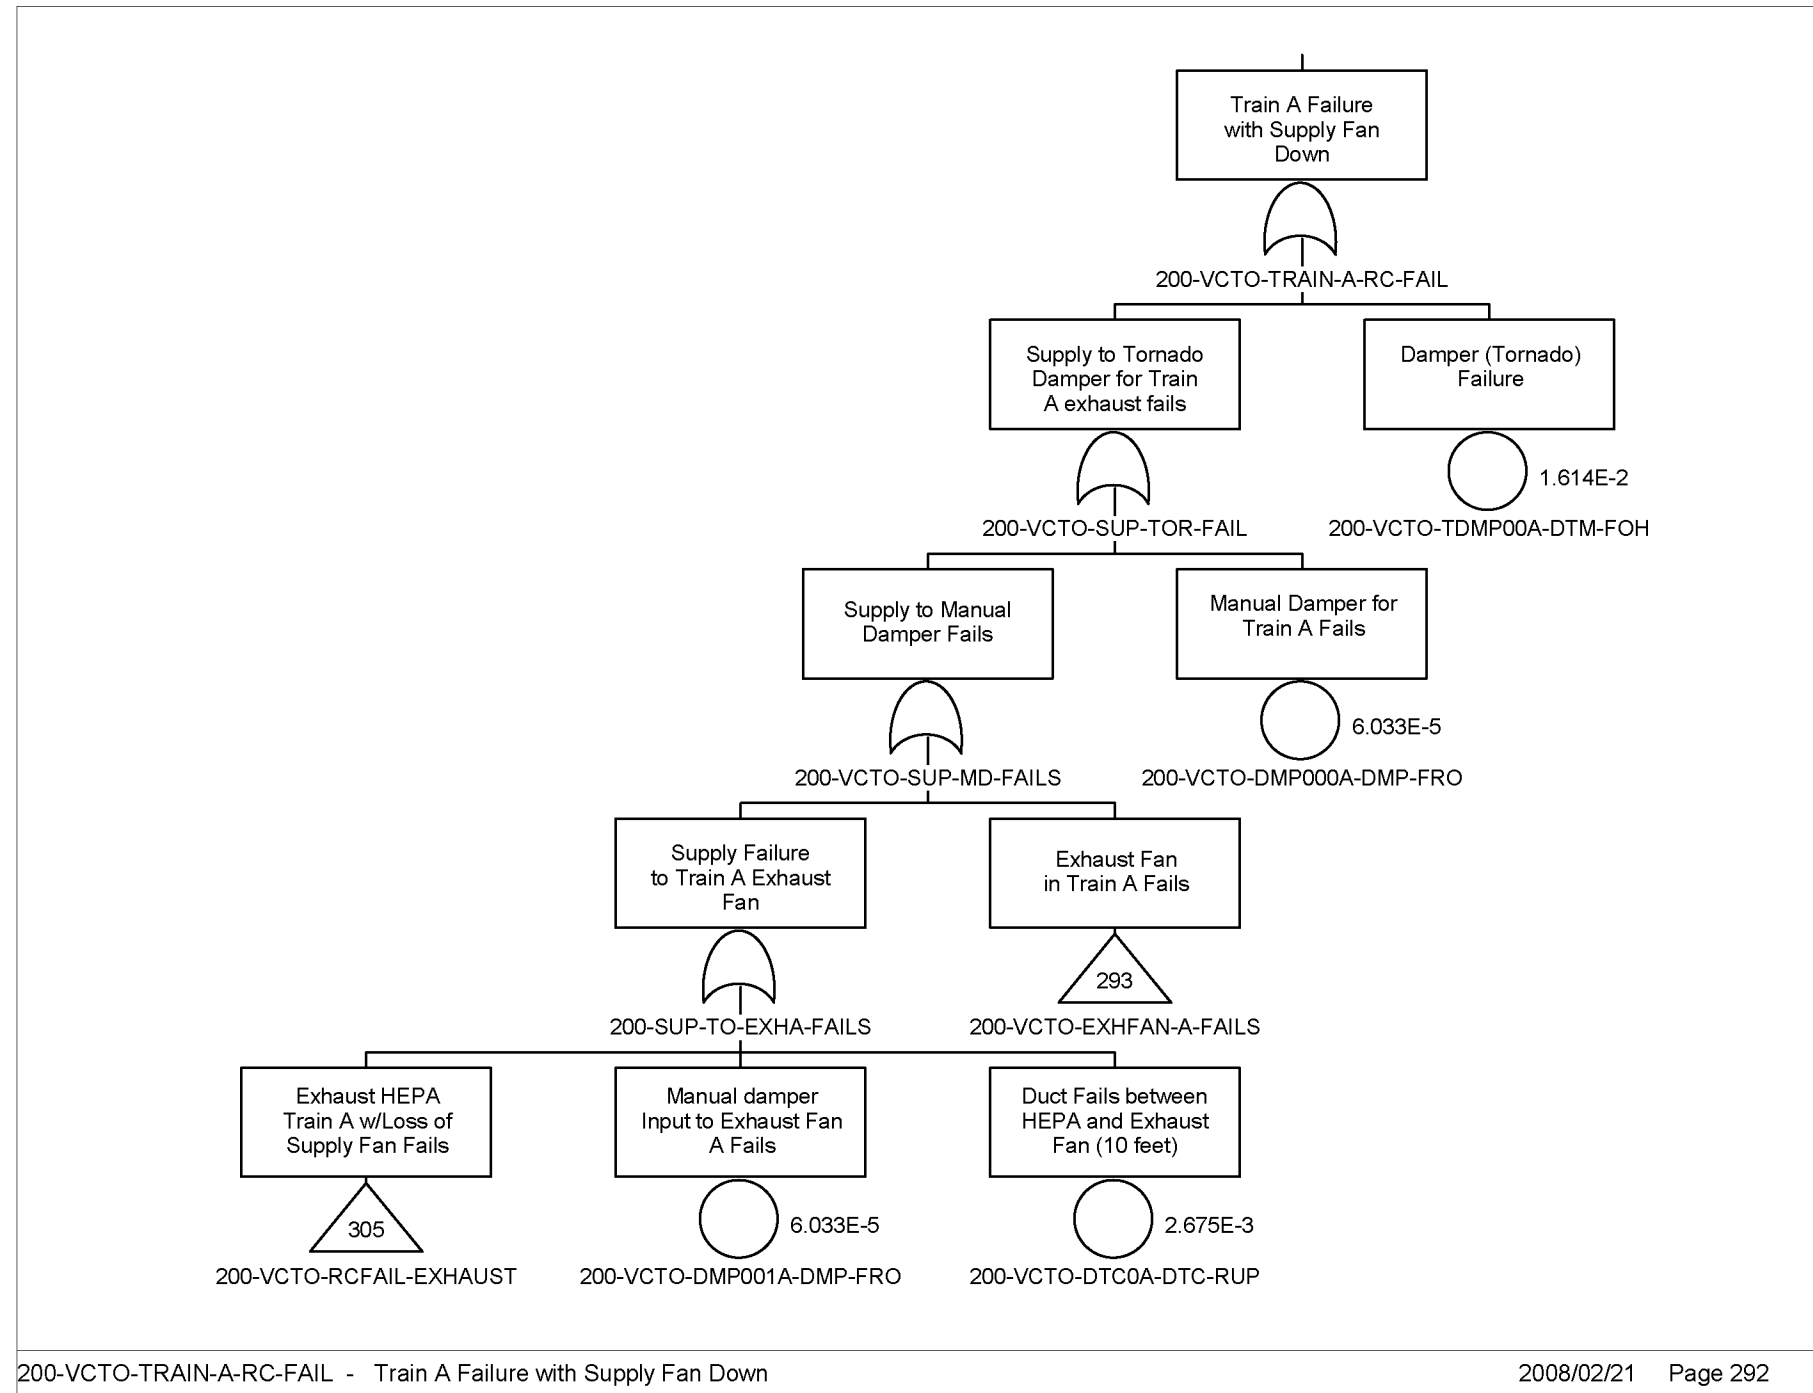 Train A Failure
with Supply Fan
Down
200-VCTO-TRAIN-A-RC-FAIL
Supply to Tornado
Damper for Train
A exhaust fails
Damper (Tornado)
Failure
1.614E-2
200-VCTO-SUP-TOR-FAIL
200-VCTO-TDMP00A-DTM-FOH
Supply to Manual
Damper Fails
Manual Damper for
Train A Fails
6.033E-5
200-VCTO-SUP-MD-FAILS
200-VCTO-DMP000A-DMP-FRO
Supply Failure
to Train A Exhaust
Fan
Exhaust Fan
in Train A Fails
293
200-SUP-TO-EXHA-FAILS
200-VCTO-EXHFAN-A-FAILS
Exhaust HEPA
Train A w/Loss of
Supply Fan Fails
Manual damper
Input to Exhaust Fan
A Fails
Duct Fails between
HEPA and Exhaust
Fan (10 feet)
305
6.033E-5
2.675E-3
200-VCTO-RCFAIL-EXHAUST
200-VCTO-DMP001A-DMP-FRO
200-VCTO-DTC0A-DTC-RUP
200-VCTO-TRAIN-A-RC-FAIL - Train A Failure with Supply Fan Down
2008/02/21 Page 292